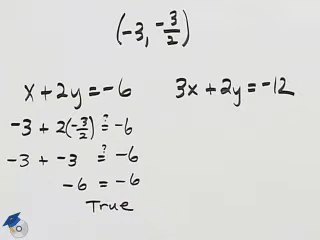 (-3, -3/2)
x + 2y = -6
3x + 2y = -12
-3 + 2(-3/2) ≟ -6
-3 + -3 ≟ -6
-6 = -6
True